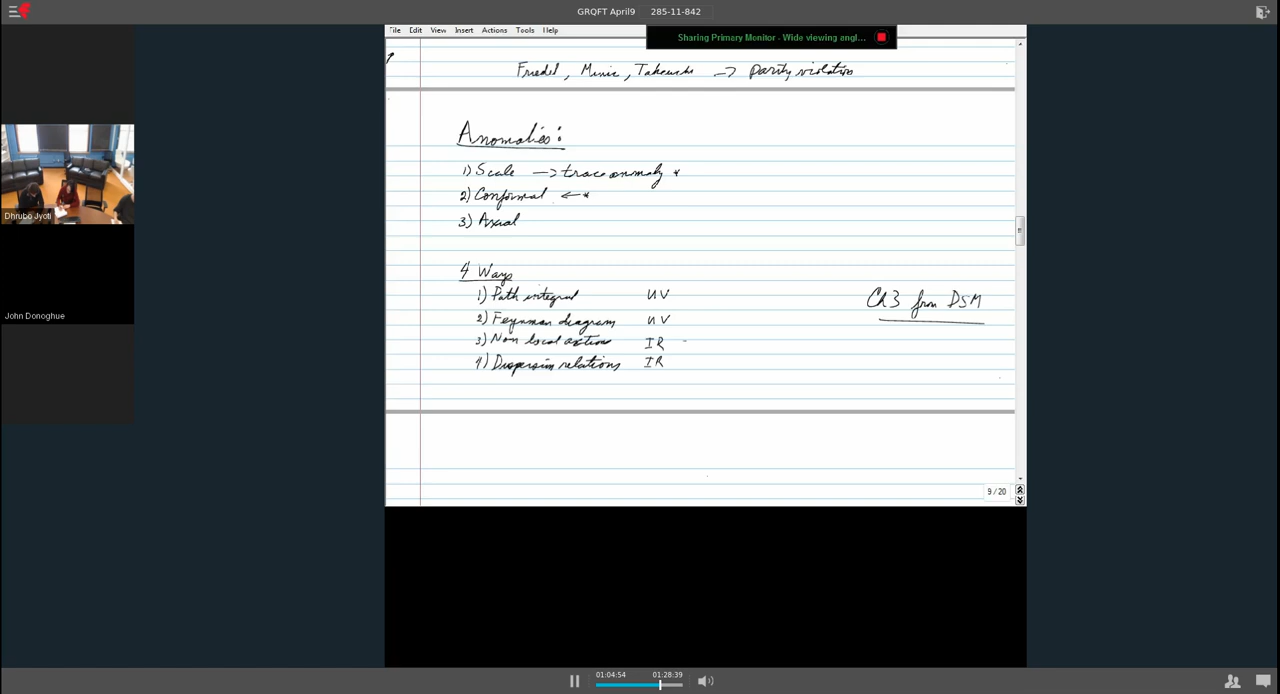 GRQFT April9 285-11-842
File Edit View Insert Actions Tools Help
Sharing Primary Monitor - Wide viewing angl...
Friedel, Minic, Takeuchi -> parity violation
Anomalies:
1) Scale -> trace anomaly *
2) Conformal <- *
3) Axial
4 Ways
1) Path integral UV
2) Feynman diagram UV
3) Non local action IR
4) Dispersion relations IR
Ch3 from DSM
9 / 20
Dhrubo Jyoti
John Donoghue
01:04:54 01:28:39